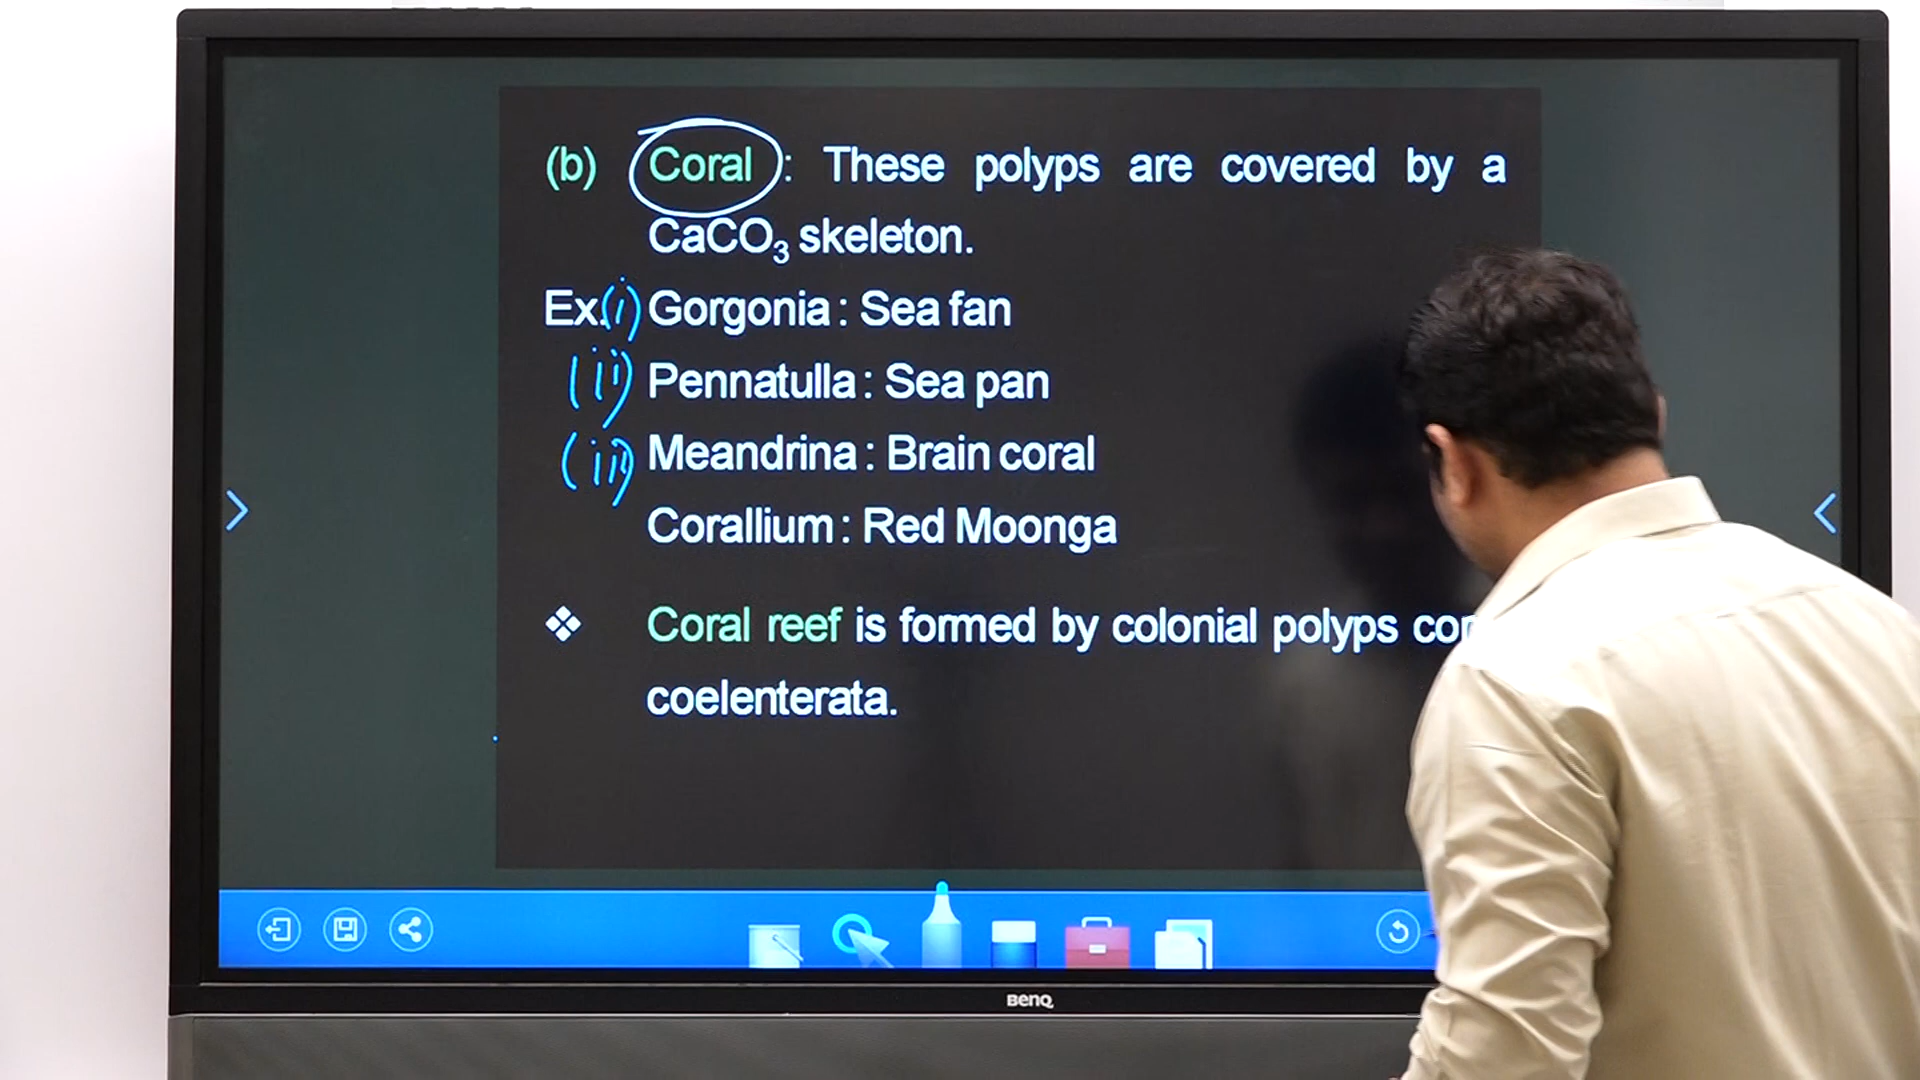 (b) Coral : These polyps are covered by a
CaCO₃ skeleton.
Ex. (i) Gorgonia : Sea fan
(ii) Pennatulla : Sea pan
(iii) Meandrina : Brain coral
Corallium : Red Moonga
❖ Coral reef is formed by colonial polyps
coelenterata.
BenQ